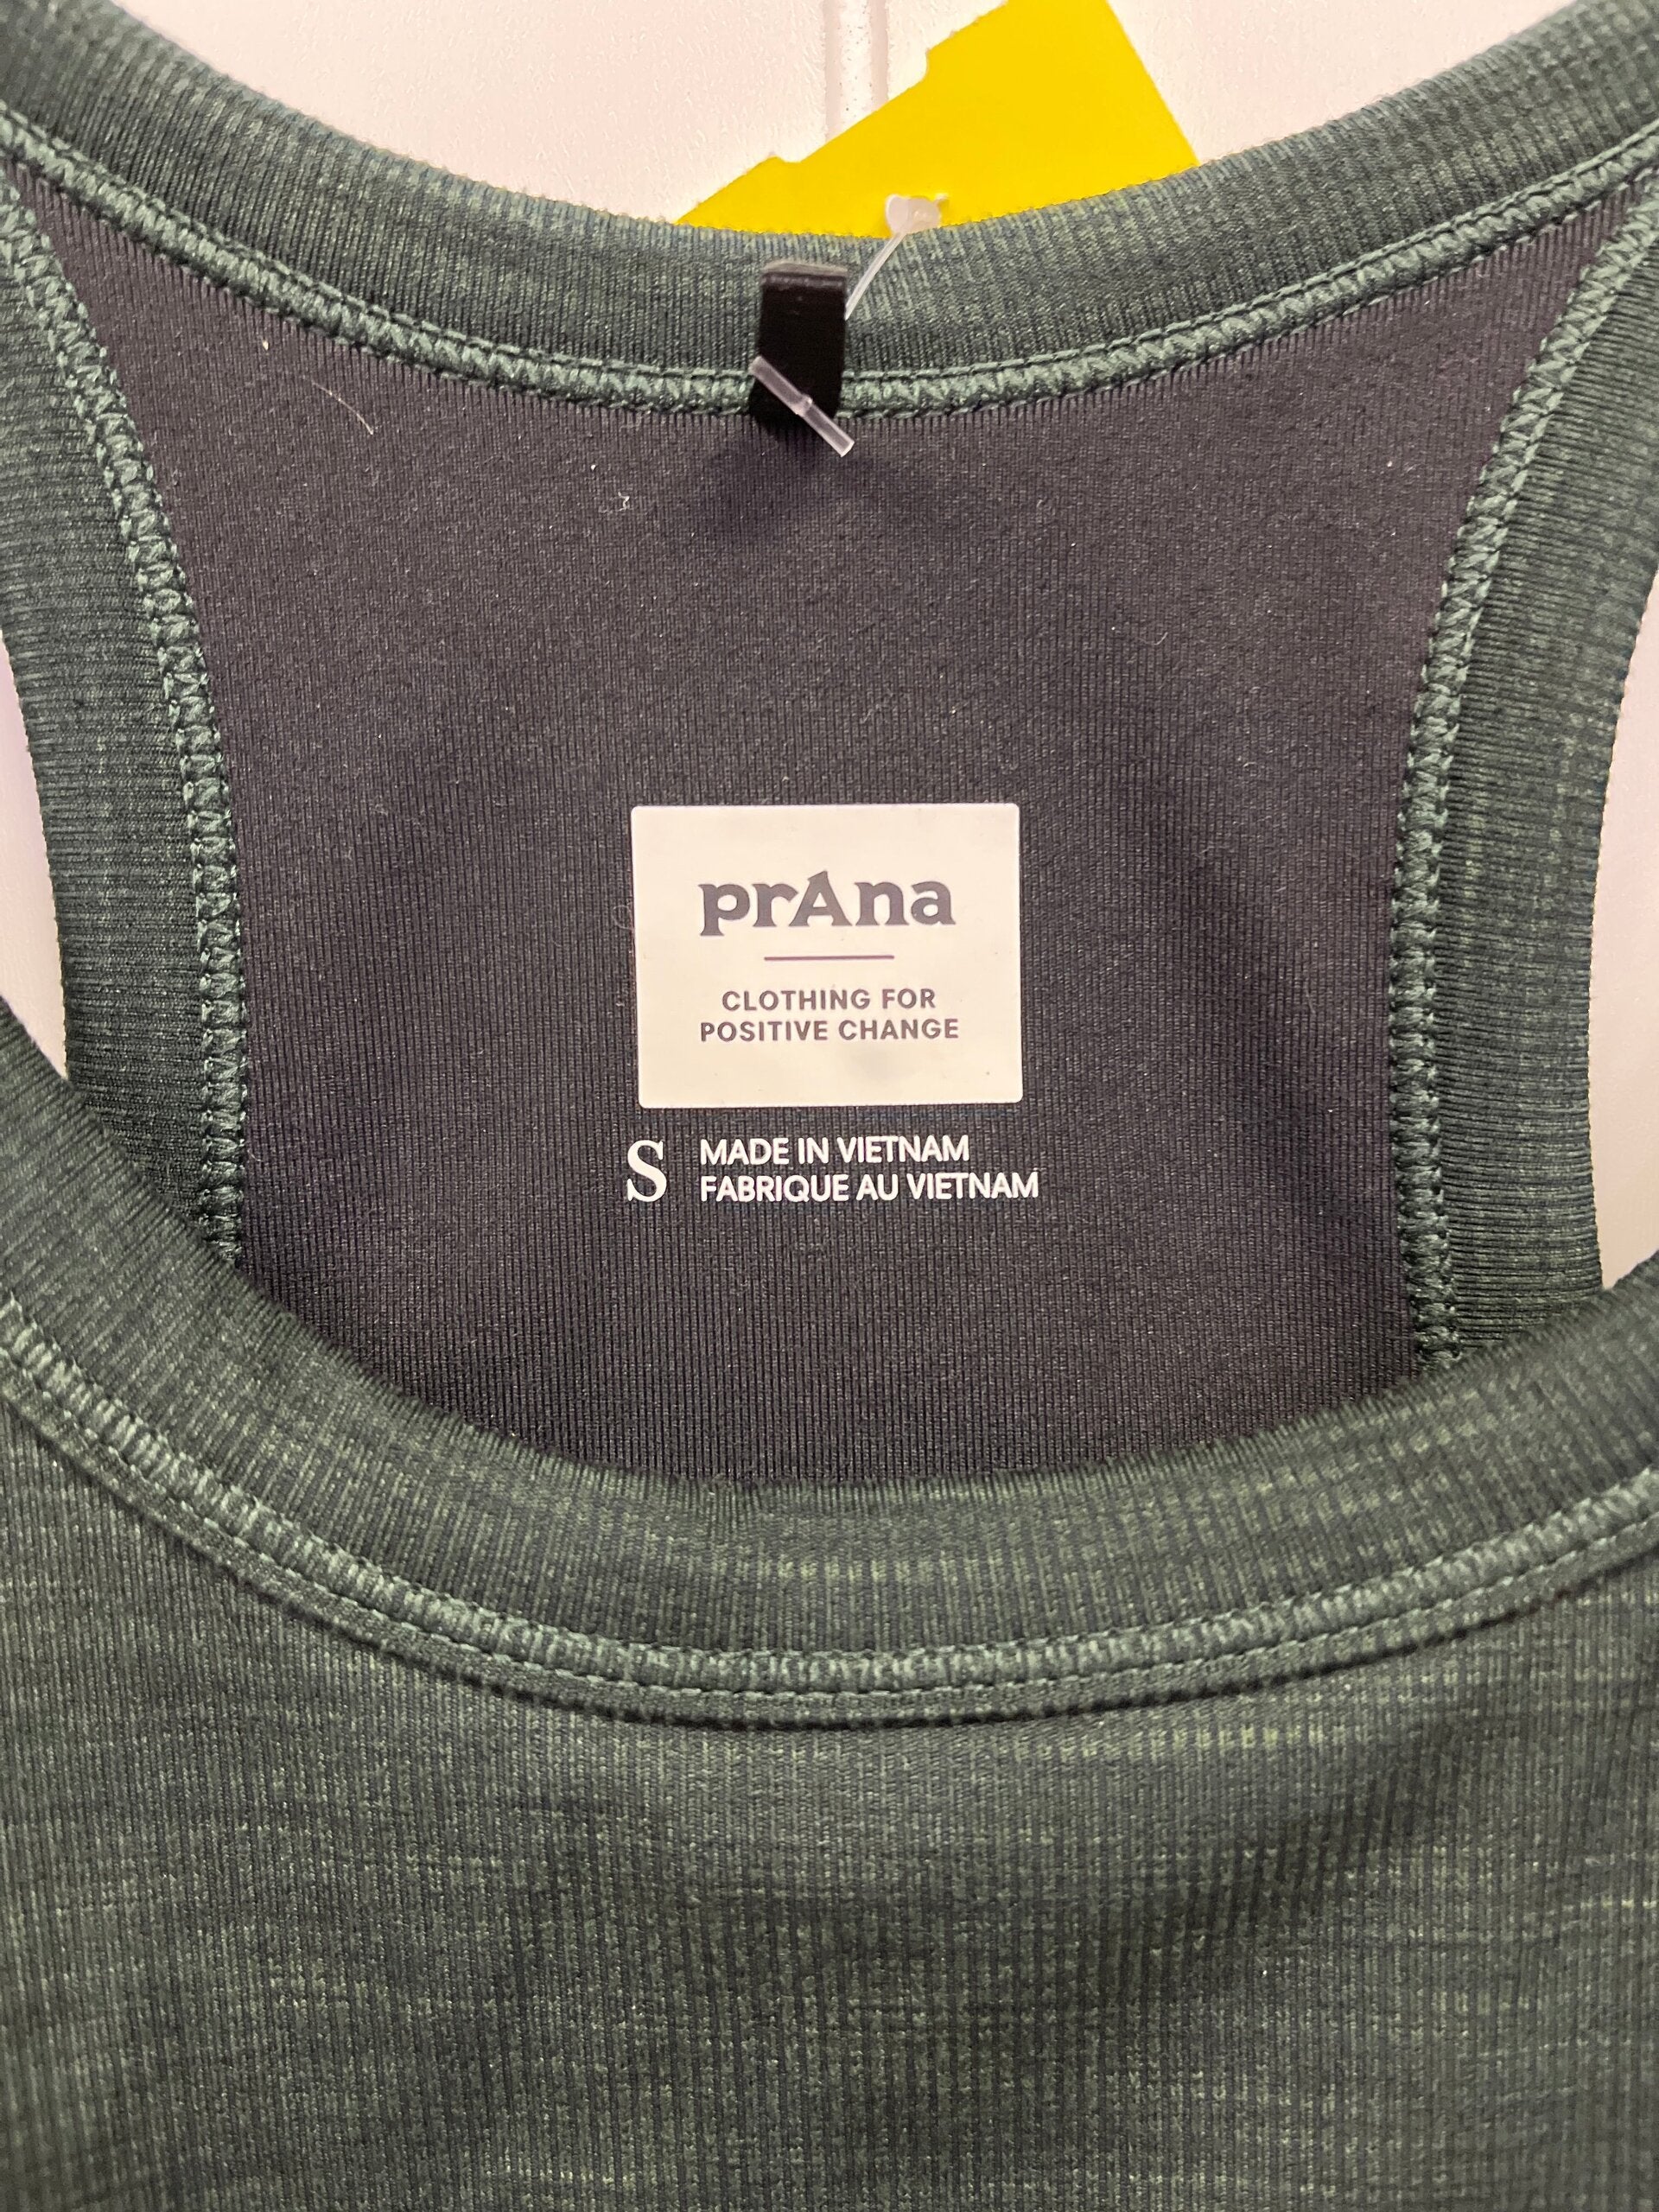 prAna
CLOTHING FOR
POSITIVE CHANGE
S MADE IN VIETNAM
FABRIQUE AU VIETNAM